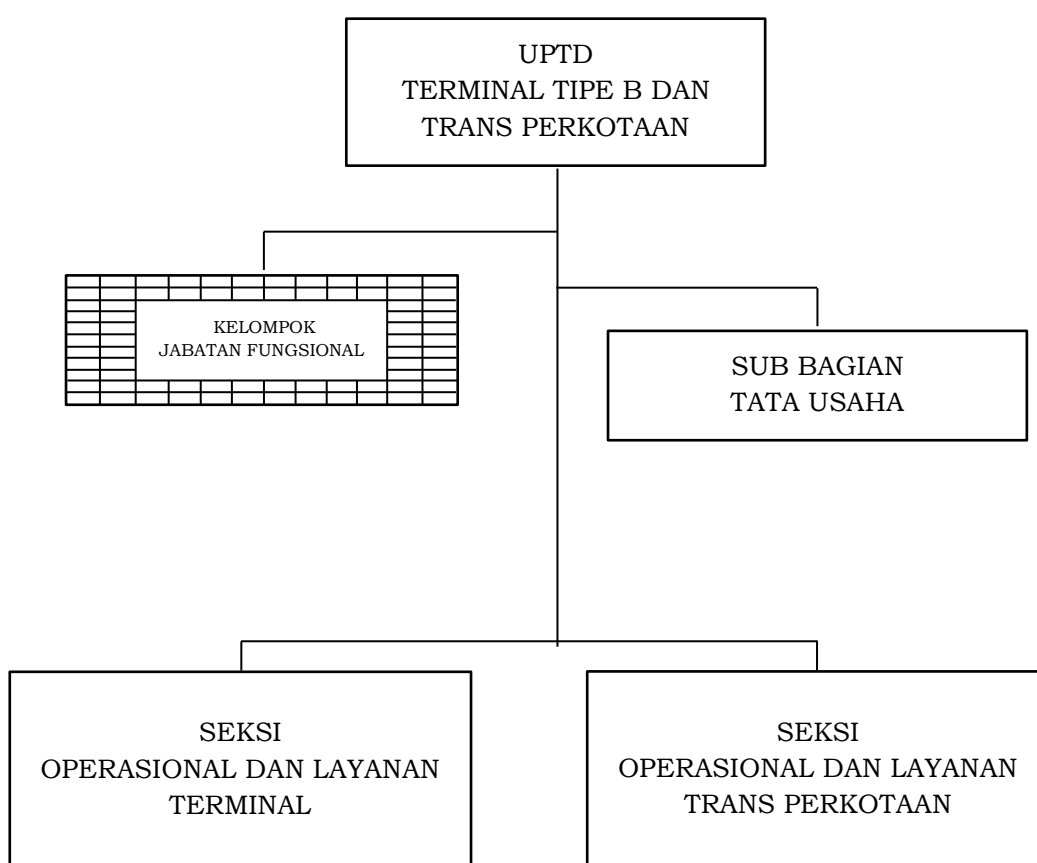 UPTD
TERMINAL TIPE B DAN
TRANS PERKOTAAN
KELOMPOK
JABATAN FUNGSIONAL
SUB BAGIAN
TATA USAHA
SEKSI
OPERASIONAL DAN LAYANAN
TERMINAL
SEKSI
OPERASIONAL DAN LAYANAN
TRANS PERKOTAAN